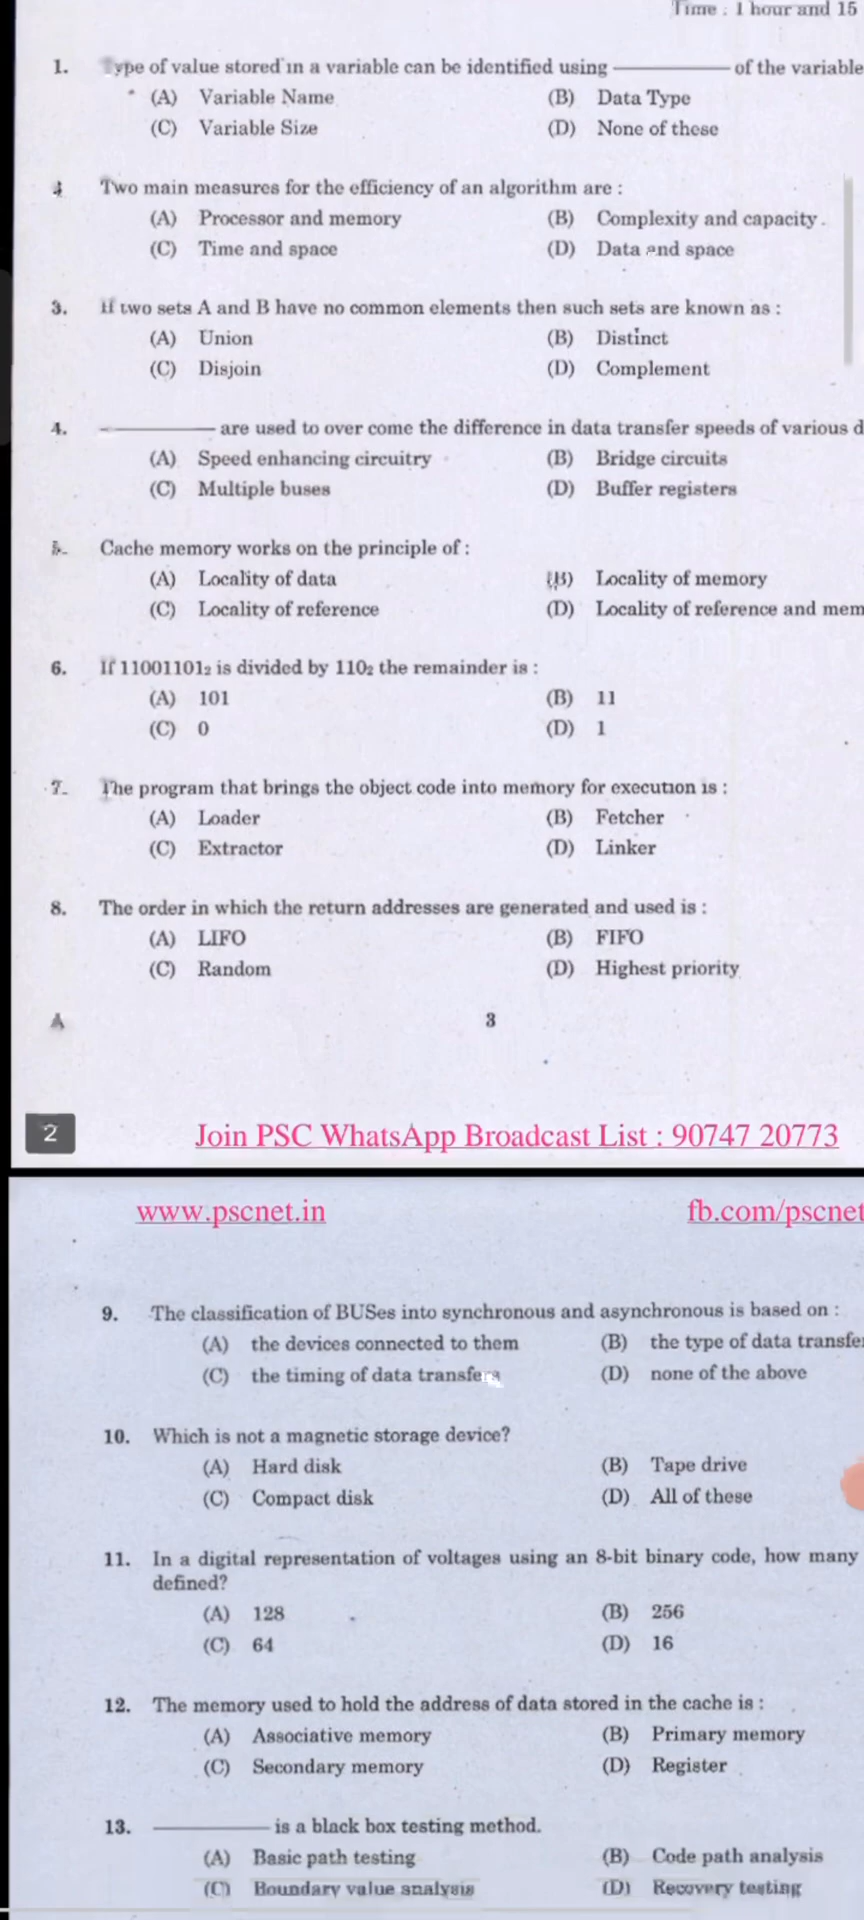 Time : 1 hour and 15
1. Type of value stored in a variable can be identified using ———— of the variable
(A) Variable Name (B) Data Type
(C) Variable Size (D) None of these
Two main measures for the efficiency of an algorithm are :
(A) Processor and memory (B) Complexity and capacity .
(C) Time and space (D) Data and space
3. If two sets A and B have no common elements then such sets are known as :
(A) Union (B) Distinct
(C) Disjoin (D) Complement
4. ———— are used to over come the difference in data transfer speeds of various d
(A) Speed enhancing circuitry (B) Bridge circuits
(C) Multiple buses (D) Buffer registers
5. Cache memory works on the principle of :
(A) Locality of data (B) Locality of memory
(C) Locality of reference (D) Locality of reference and mem
6. If 11001101₂ is divided by 110₂ the remainder is :
(A) 101 (B) 11
(C) 0 (D) 1
7. The program that brings the object code into memory for execution is :
(A) Loader (B) Fetcher
(C) Extractor (D) Linker
8. The order in which the return addresses are generated and used is :
(A) LIFO (B) FIFO
(C) Random (D) Highest priority
A 3
2 Join PSC WhatsApp Broadcast List : 90747 20773
www.pscnet.in fb.com/pscnet
9. The classification of BUSes into synchronous and asynchronous is based on :
(A) the devices connected to them (B) the type of data transfer
(C) the timing of data transfers (D) none of the above
10. Which is not a magnetic storage device?
(A) Hard disk (B) Tape drive
(C) Compact disk (D) All of these
11. In a digital representation of voltages using an 8-bit binary code, how many
defined?
(A) 128 (B) 256
(C) 64 (D) 16
12. The memory used to hold the address of data stored in the cache is :
(A) Associative memory (B) Primary memory
(C) Secondary memory (D) Register
13. ———— is a black box testing method.
(A) Basic path testing (B) Code path analysis
(C) Boundary value analysis (D) Recovery testing